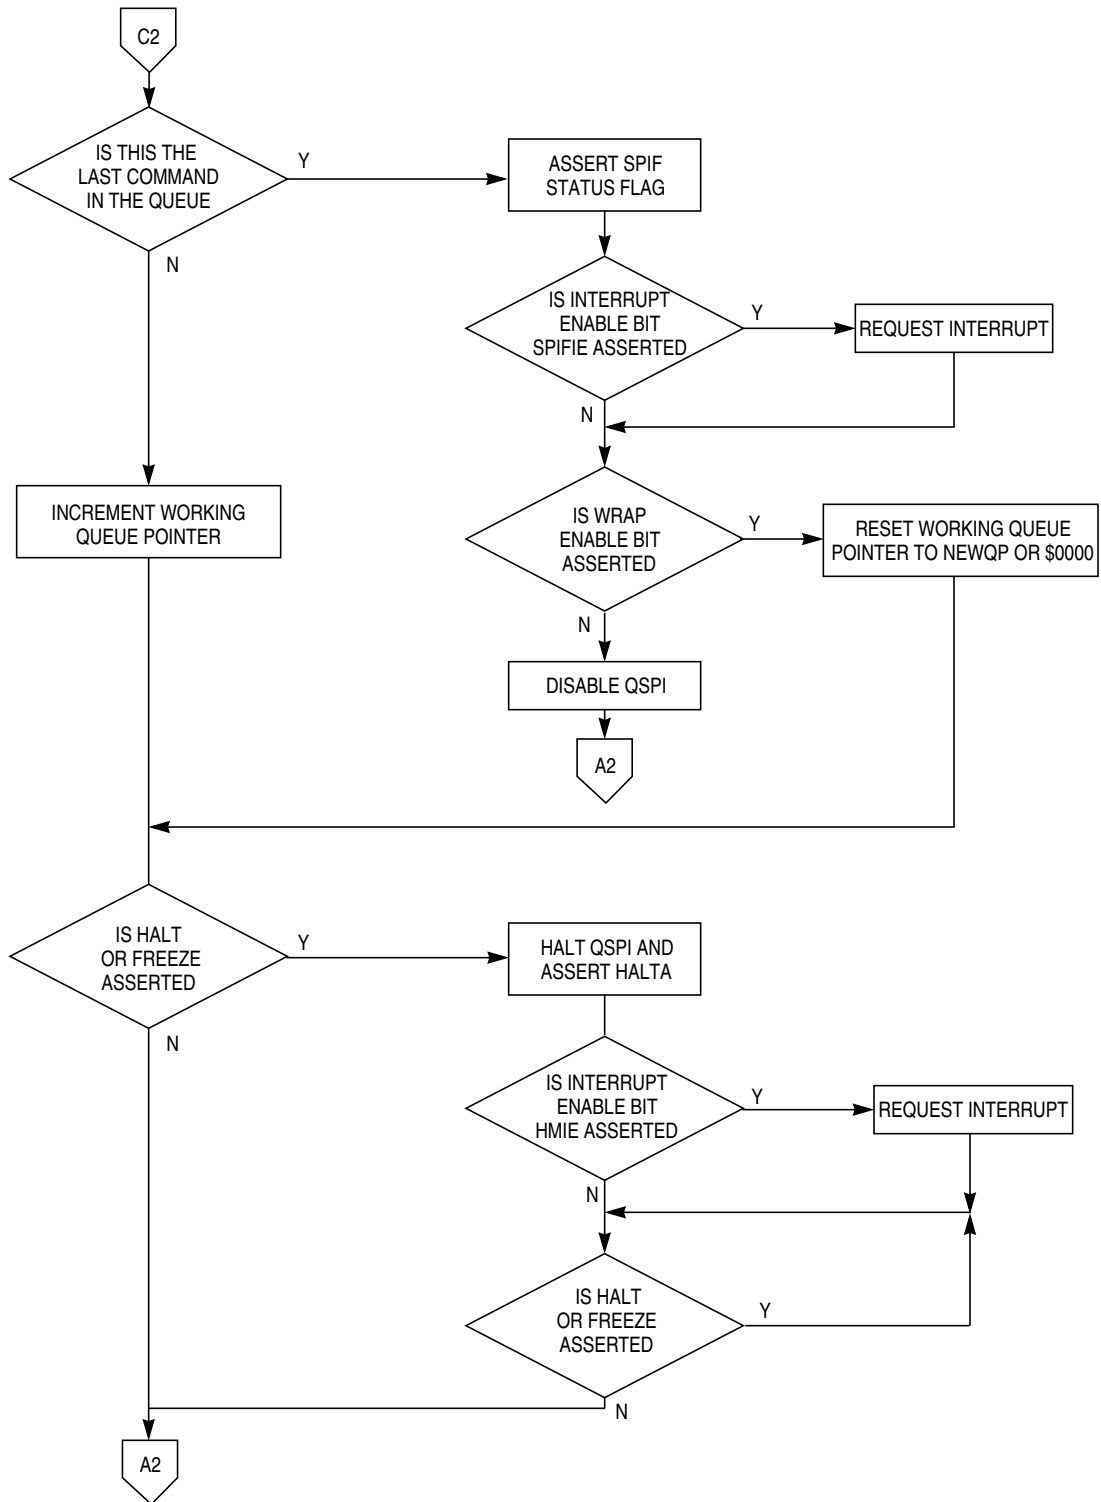 C2
IS THIS THE
LAST COMMAND
IN THE QUEUE
Y
N
ASSERT SPIF
STATUS FLAG
IS INTERRUPT
ENABLE BIT
SPIFIE ASSERTED
Y
N
REQUEST INTERRUPT
INCREMENT WORKING
QUEUE POINTER
IS WRAP
ENABLE BIT
ASSERTED
Y
N
RESET WORKING QUEUE
POINTER TO NEWQP OR $0000
DISABLE QSPI
A2
IS HALT
OR FREEZE
ASSERTED
Y
N
HALT QSPI AND
ASSERT HALTA
IS INTERRUPT
ENABLE BIT
HMIE ASSERTED
Y
N
REQUEST INTERRUPT
IS HALT
OR FREEZE
ASSERTED
Y
N
A2